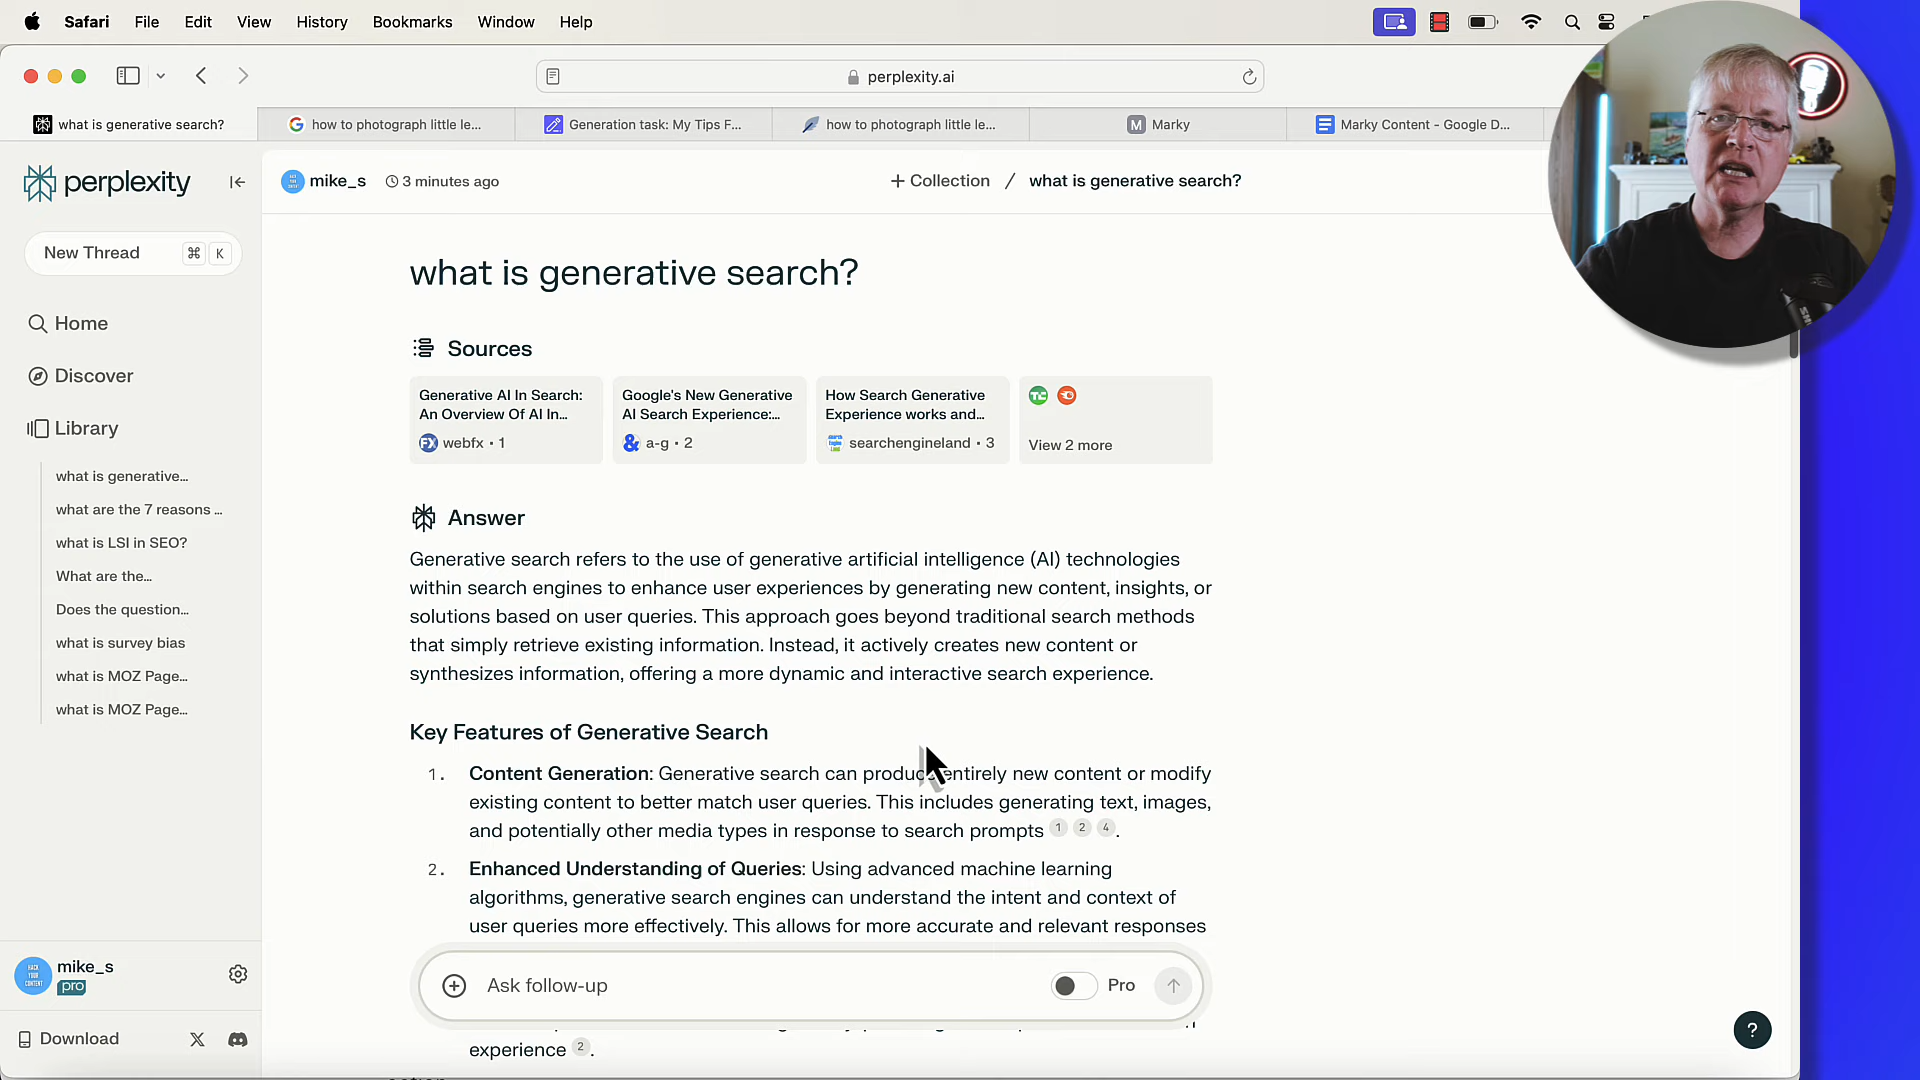 Safari File Edit View History Bookmarks Window Help
perplexity.ai
what is generative search?
how to photograph little le...
Generation task: My Tips F...
how to photograph little le...
M Marky
Marky Content - Google D...
perplexity
mike_s 3 minutes ago
+ Collection / what is generative search?
New Thread ⌘ K
Home
Discover
Library
what is generative...
what are the 7 reasons ...
what is LSI in SEO?
What are the...
Does the question...
what is survey bias
what is MOZ Page...
what is MOZ Page...
mike_s
pro
Download
what is generative search?
Sources
Generative AI In Search:
An Overview Of AI In...
FX webfx • 1
Google's New Generative
AI Search Experience:...
& a-g • 2
How Search Generative
Experience works and...
searchengineland • 3
TC
View 2 more
Answer
Generative search refers to the use of generative artificial intelligence (AI) technologies
within search engines to enhance user experiences by generating new content, insights, or
solutions based on user queries. This approach goes beyond traditional search methods
that simply retrieve existing information. Instead, it actively creates new content or
synthesizes information, offering a more dynamic and interactive search experience.
Key Features of Generative Search
1. Content Generation: Generative search can produce entirely new content or modify
existing content to better match user queries. This includes generating text, images,
and potentially other media types in response to search prompts 1 2 4 .
2. Enhanced Understanding of Queries: Using advanced machine learning
algorithms, generative search engines can understand the intent and context of
user queries more effectively. This allows for more accurate and relevant responses
Ask follow-up
Pro
experience 2 .
?